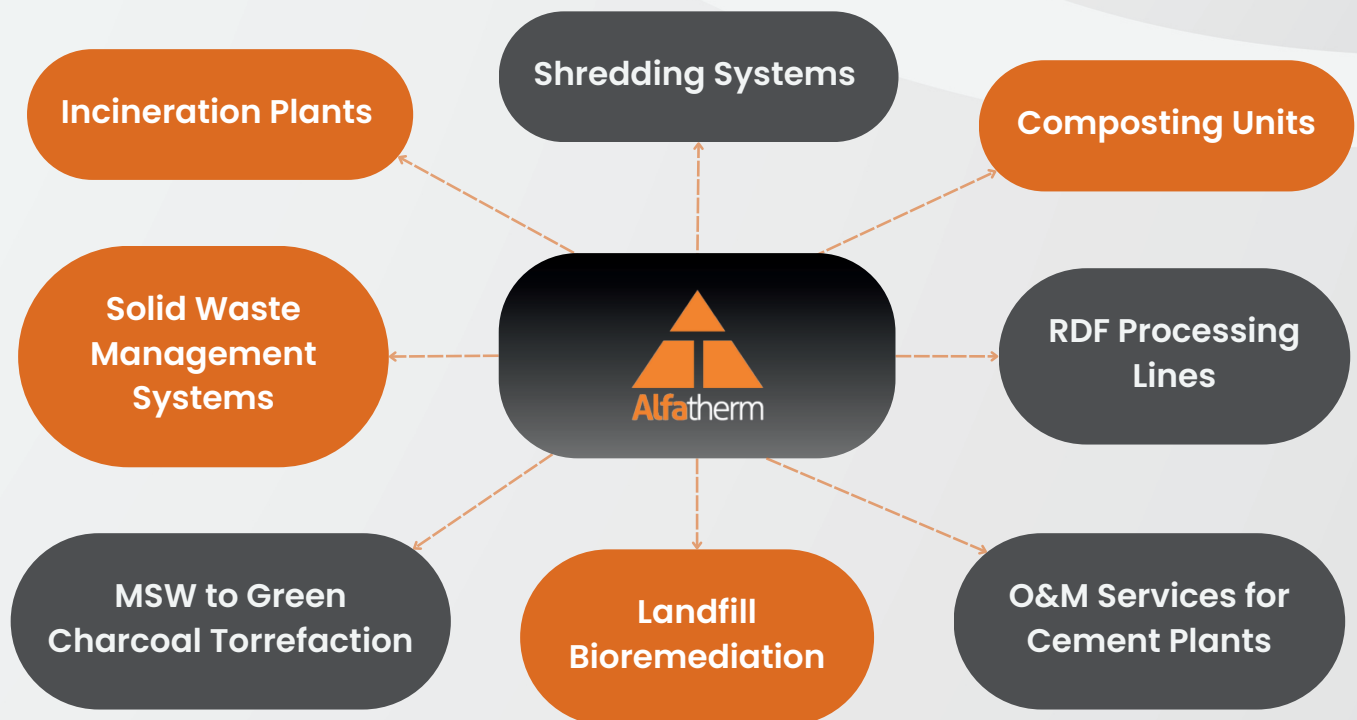 Incineration Plants
Shredding Systems
Composting Units
Solid Waste
Management
Systems
Alfatherm
RDF Processing
Lines
MSW to Green
Charcoal Torrefaction
Landfill
Bioremediation
O&M Services for
Cement Plants